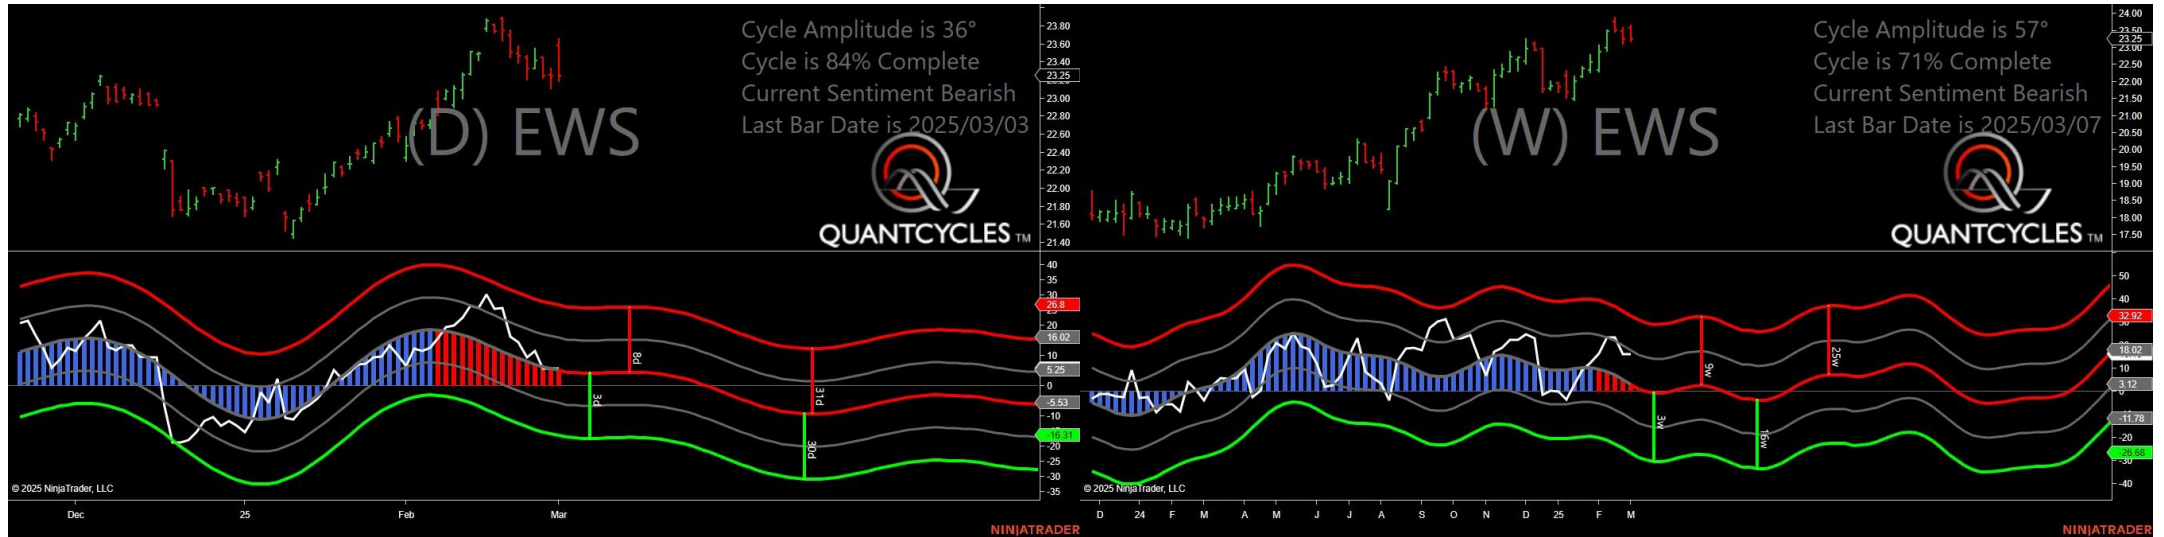 Cycle Amplitude is 36°
Cycle is 84% Complete
Current Sentiment Bearish
Last Bar Date is 2025/03/03
(D) EWS
QUANTCYCLES TM
23.80
23.60
23.40
23.25
23.00
22.80
22.60
22.40
22.20
22.00
21.80
21.60
21.40
40
35
30
26.8
20
16.02
10
5.25
0
-5.53
-10
-16.31
-20
-25
-30
-35
3d
8d
30d
31d
© 2025 NinjaTrader, LLC
Dec
25
Feb
Mar
NINJATRADER
Cycle Amplitude is 57°
Cycle is 71% Complete
Current Sentiment Bearish
Last Bar Date is 2025/03/07
(W) EWS
QUANTCYCLES TM
24.00
23.50
23.25
23.00
22.50
22.00
21.50
21.00
20.50
20.00
19.50
19.00
18.50
18.00
17.50
50
40
32.92
18.02
10
3.12
-11.78
-20
-26.68
-30
-40
3w
9w
16w
25w
© 2025 NinjaTrader, LLC
D 24 F M A M J J A S O N D 25 F M
NINJATRADER